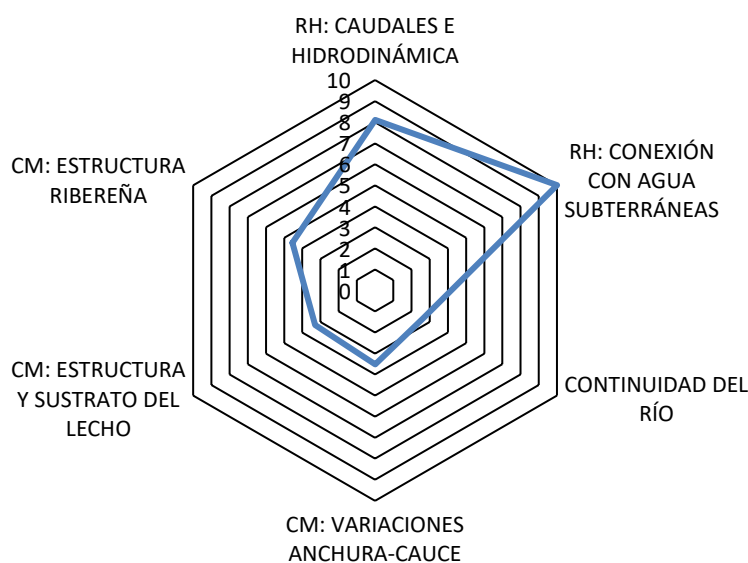 RH: CAUDALES E
HIDRODINÁMICA
10
9
8
7
6
5
4
3
2
1
0
RH: CONEXIÓN
CON AGUA
SUBTERRÁNEAS
CONTINUIDAD DEL
RÍO
CM: VARIACIONES
ANCHURA-CAUCE
CM: ESTRUCTURA
Y SUSTRATO DEL
LECHO
CM: ESTRUCTURA
RIBEREÑA